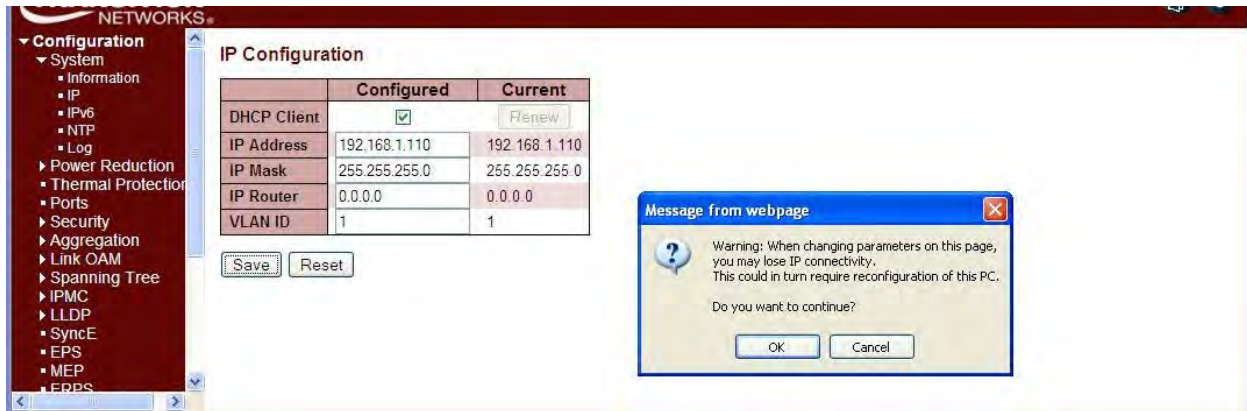 NETWORKS®
Configuration
System
Information
IP
IPv6
NTP
Log
Power Reduction
Thermal Protection
Ports
Security
Aggregation
Link OAM
Spanning Tree
IPMC
LLDP
SyncE
EPS
MEP
ERPS
IP Configuration
Configured Current
DHCP Client Renew
IP Address 192.168.1.110 192.168.1.110
IP Mask 255.255.255.0 255.255.255.0
IP Router 0.0.0.0 0.0.0.0
VLAN ID 1 1
Save Reset
Message from webpage
Warning: When changing parameters on this page,
you may lose IP connectivity.
This could in turn require reconfiguration of this PC.
Do you want to continue?
OK Cancel